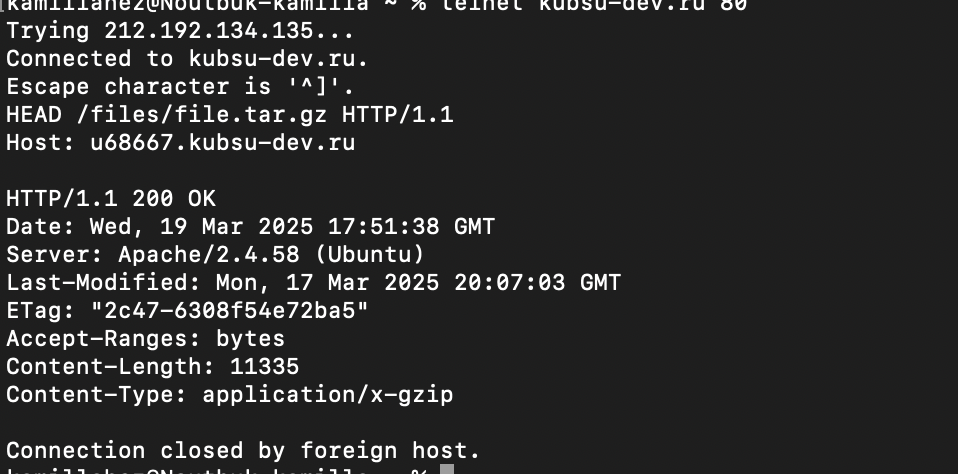 kamillahez@Noutbuk-kamilla ~ % telnet kubsu-dev.ru 80
Trying 212.192.134.135...
Connected to kubsu-dev.ru.
Escape character is '^]'.
HEAD /files/file.tar.gz HTTP/1.1
Host: u68667.kubsu-dev.ru
HTTP/1.1 200 OK
Date: Wed, 19 Mar 2025 17:51:38 GMT
Server: Apache/2.4.58 (Ubuntu)
Last-Modified: Mon, 17 Mar 2025 20:07:03 GMT
ETag: "2c47-6308f54e72ba5"
Accept-Ranges: bytes
Content-Length: 11335
Content-Type: application/x-gzip
Connection closed by foreign host.